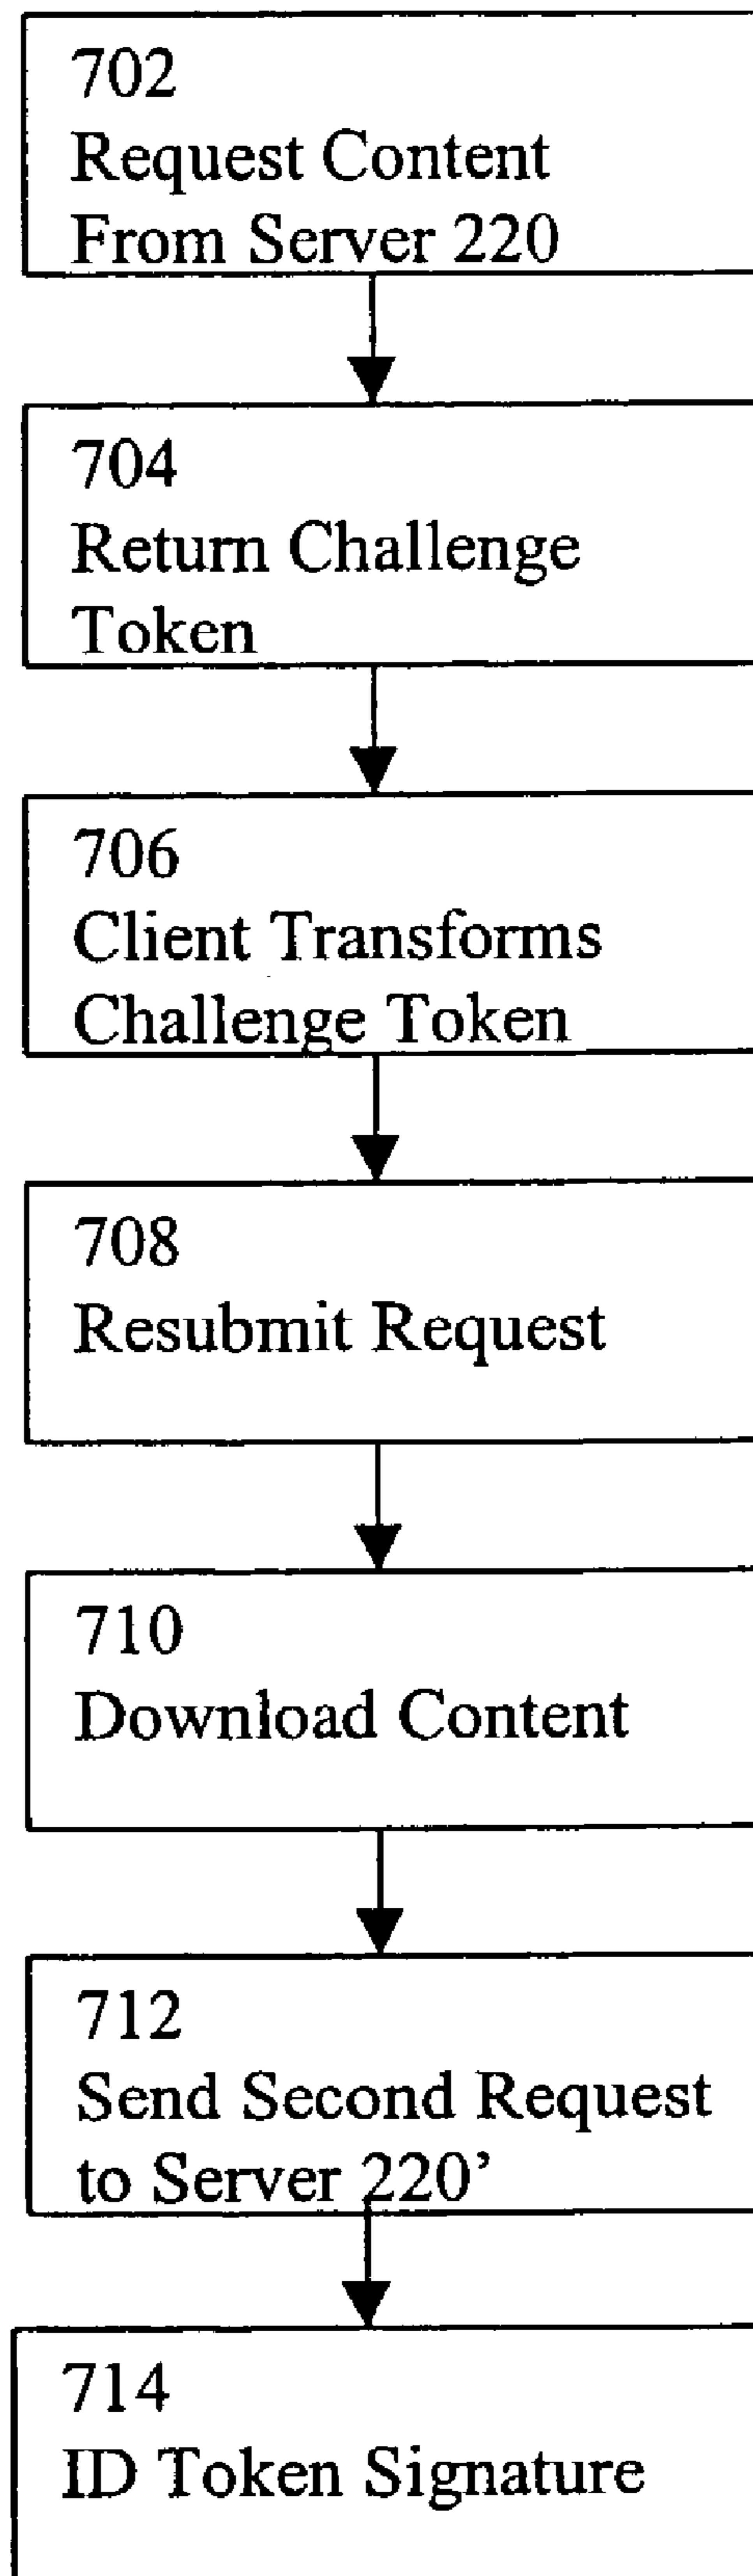 702
Request Content
From Server 220
704
Return Challenge
Token
706
Client Transforms
Challenge Token
708
Resubmit Request
710
Download Content
712
Send Second Request
to Server 220’
714
ID Token Signature